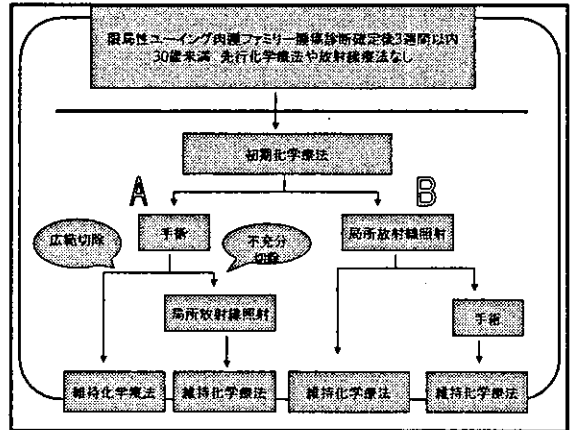 限局性ユーイング肉腫ファミリー腫瘍診断確定後3週間以内
30歳未満 先行化学療法や放射線療法なし
初期化学療法
A
B
広範切除
手術
不充分
切除
局所放射線照射
局所放射線照射
手術
維持化学療法
維持化学療法
維持化学療法
維持化学療法